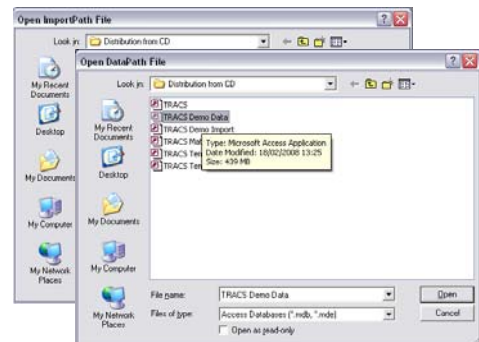 Open ImportPath File
Look in: Distribution from CD
My Recent Documents
Desktop
My Documents
My Computer
My Network Places
Open DataPath File
Look in: Distribution from CD
My Recent Documents
Desktop
My Documents
My Computer
My Network Places
TRACS
TRACS Demo Data
TRACS Demo Import
TRACS
TRACS
TRACS
Type: Microsoft Access Application
Date Modified: 18/02/2008 13:25
Size: 439 MB
File name: TRACS Demo Data
Open
Files of type: Access Databases (*.mdb, *.mde)
Cancel
Open as read-only